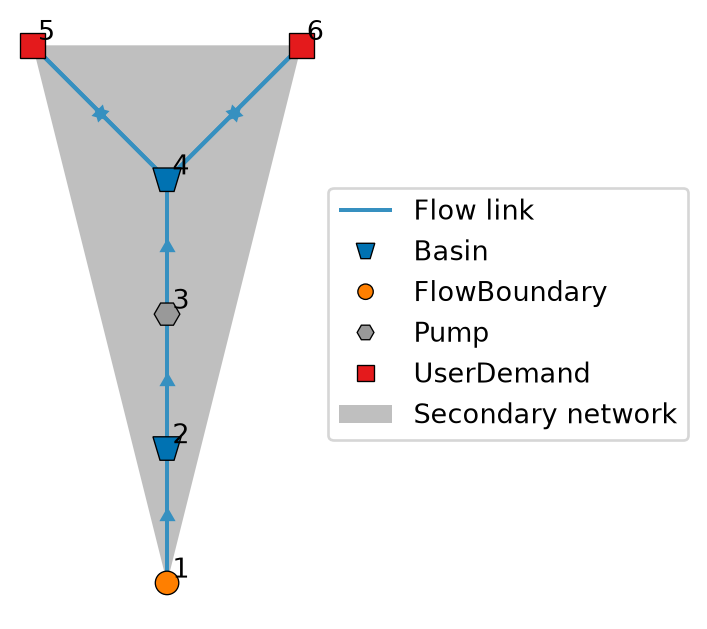 5
6
4
3
2
1
Flow link
Basin
FlowBoundary
Pump
UserDemand
Secondary network